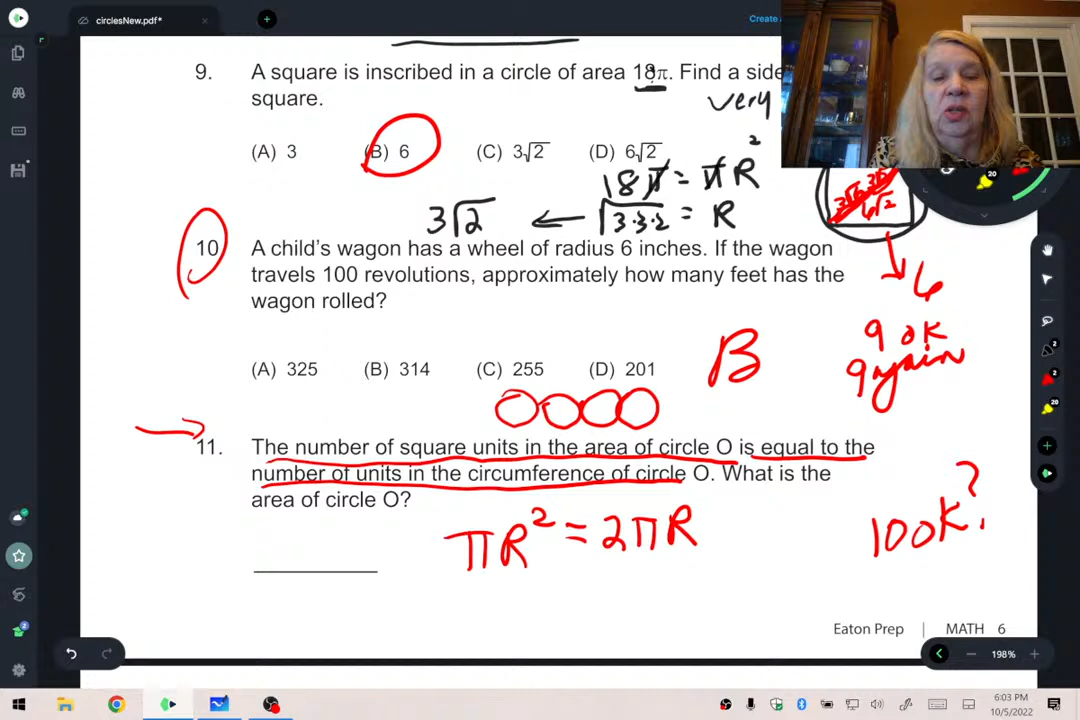 circlesNew.pdf*
Create a
9. A square is inscribed in a circle of area 18π. Find a side
square.
very
(A) 3 (B) 6 (C) 3√2 (D) 6√2
18π = πR²
3√2 ← √3·3·2 = R
6√2
6
10 A child's wagon has a wheel of radius 6 inches. If the wagon
travels 100 revolutions, approximately how many feet has the
wagon rolled?
9 ok
again
(A) 325 (B) 314 (C) 255 (D) 201
B
11. The number of square units in the area of circle O is equal to the
number of units in the circumference of circle O. What is the
area of circle O?
πR² = 2πR
10 ok?
Eaton Prep | MATH 6
198%
6:03 PM
10/5/2022